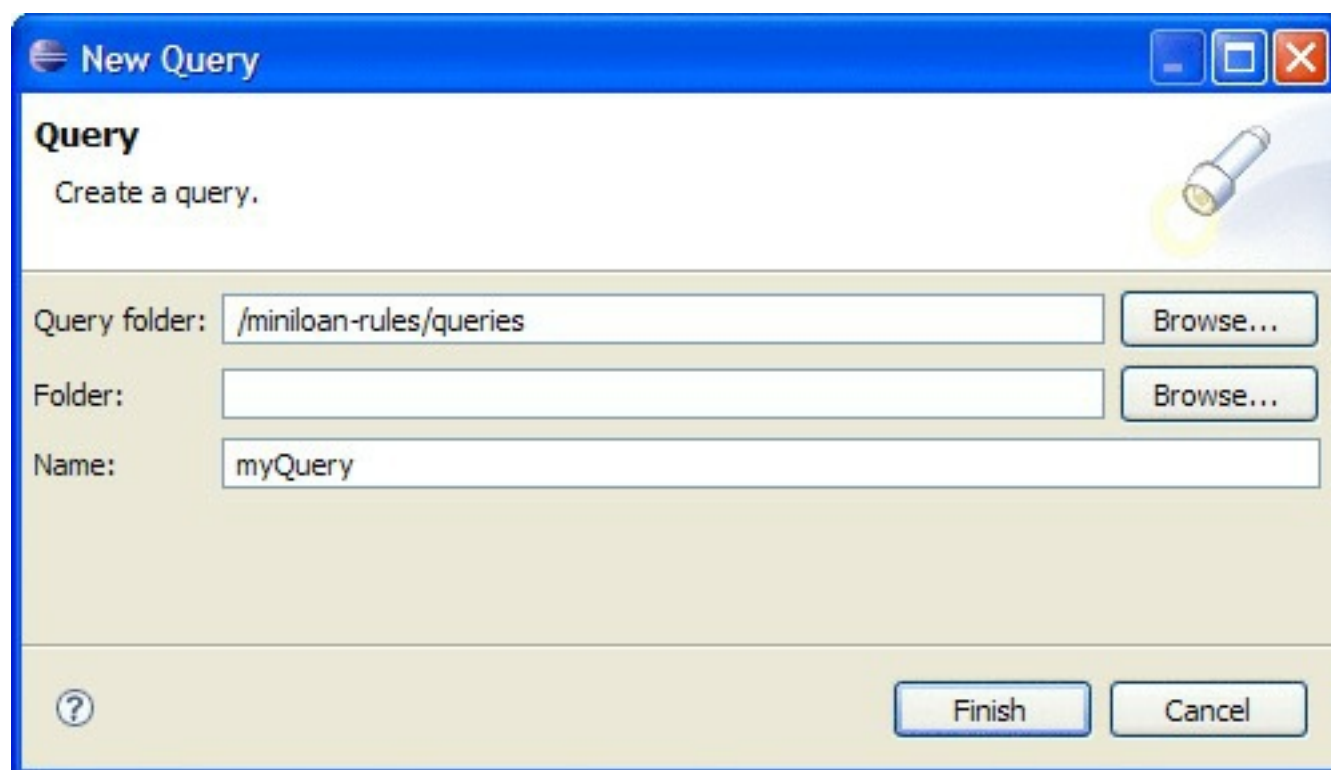 New Query
Query
Create a query.
Query folder: /miniloan-rules/queries Browse...
Folder: Browse...
Name: myQuery
? Finish Cancel